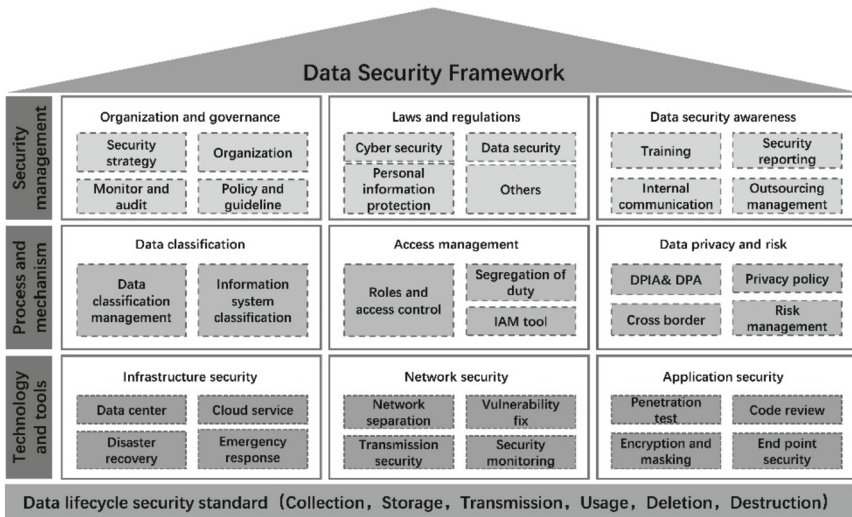 Data Security Framework
Security
management
Organization and governance
Security
strategy
Organization
Monitor and
audit
Policy and
guideline
Laws and regulations
Cyber security
Data security
Personal
information
protection
Others
Data security awareness
Training
Security
reporting
Internal
communication
Outsourcing
management
Process and
mechanism
Data classification
Data
classification
management
Information
system
classification
Access management
Roles and
access control
Segregation of
duty
IAM tool
Data privacy and risk
DPIA& DPA
Privacy policy
Cross border
Risk
management
Technology
and tools
Infrastructure security
Data center
Cloud service
Disaster
recovery
Emergency
response
Network security
Network
separation
Vulnerability
fix
Transmission
security
Security
monitoring
Application security
Penetration
test
Code review
Encryption and
masking
End point
security
Data lifecycle security standard（Collection，Storage，Transmission，Usage，Deletion，Destruction）